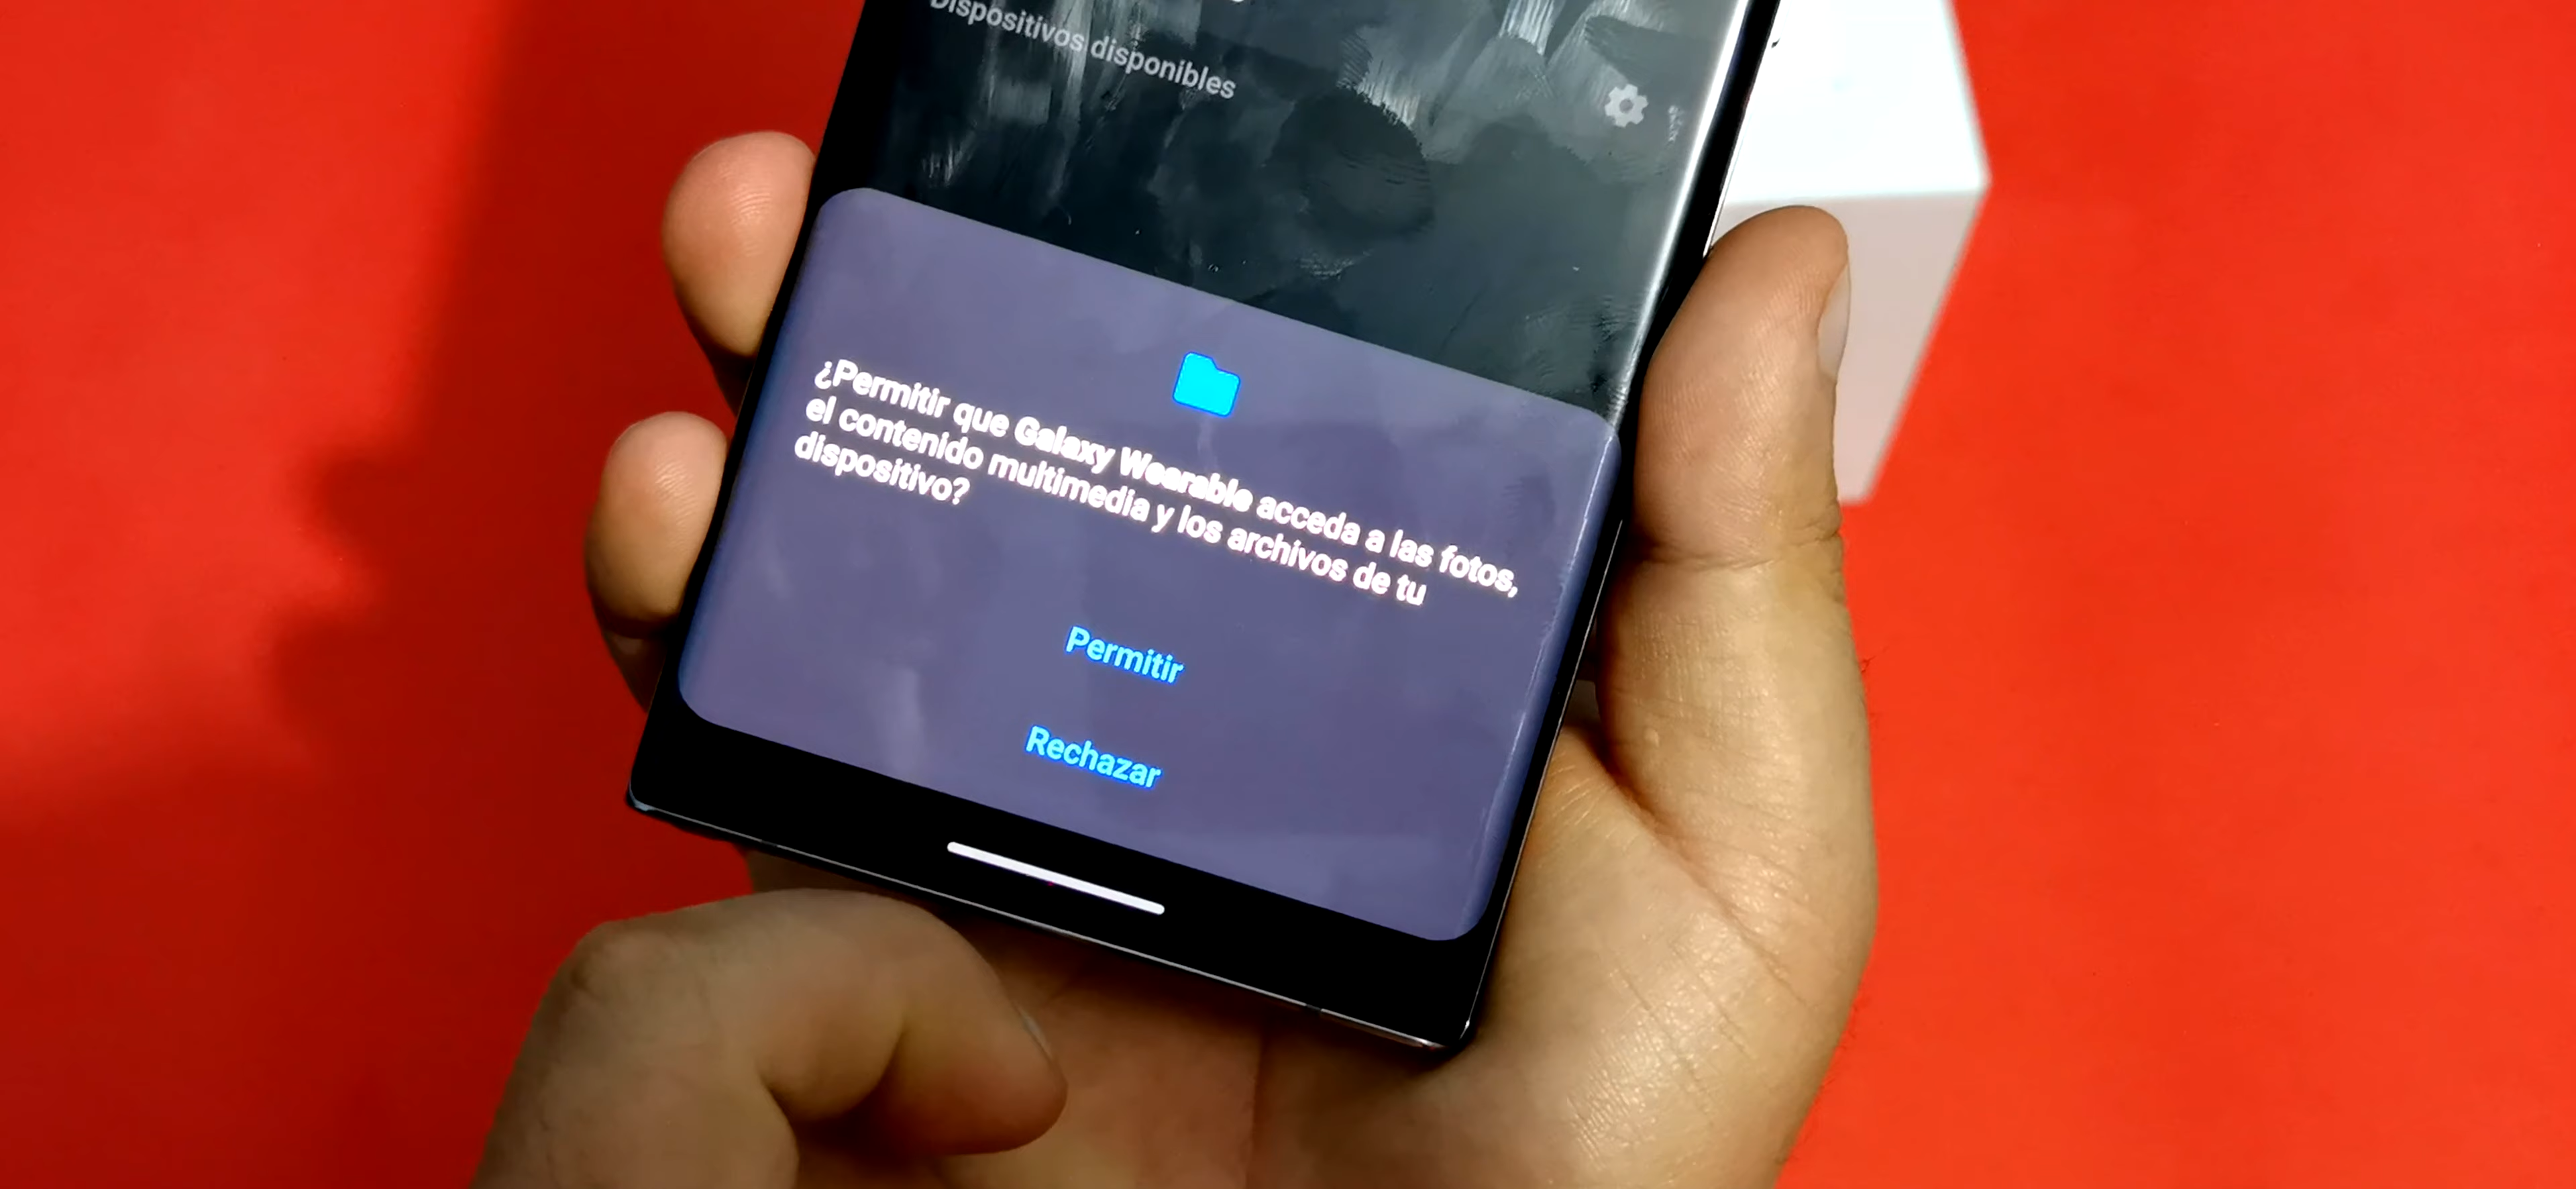 Dispositivos disponibles
¿Permitir que Galaxy Wearable acceda a las fotos,
el contenido multimedia y los archivos de tu
dispositivo?
Permitir
Rechazar